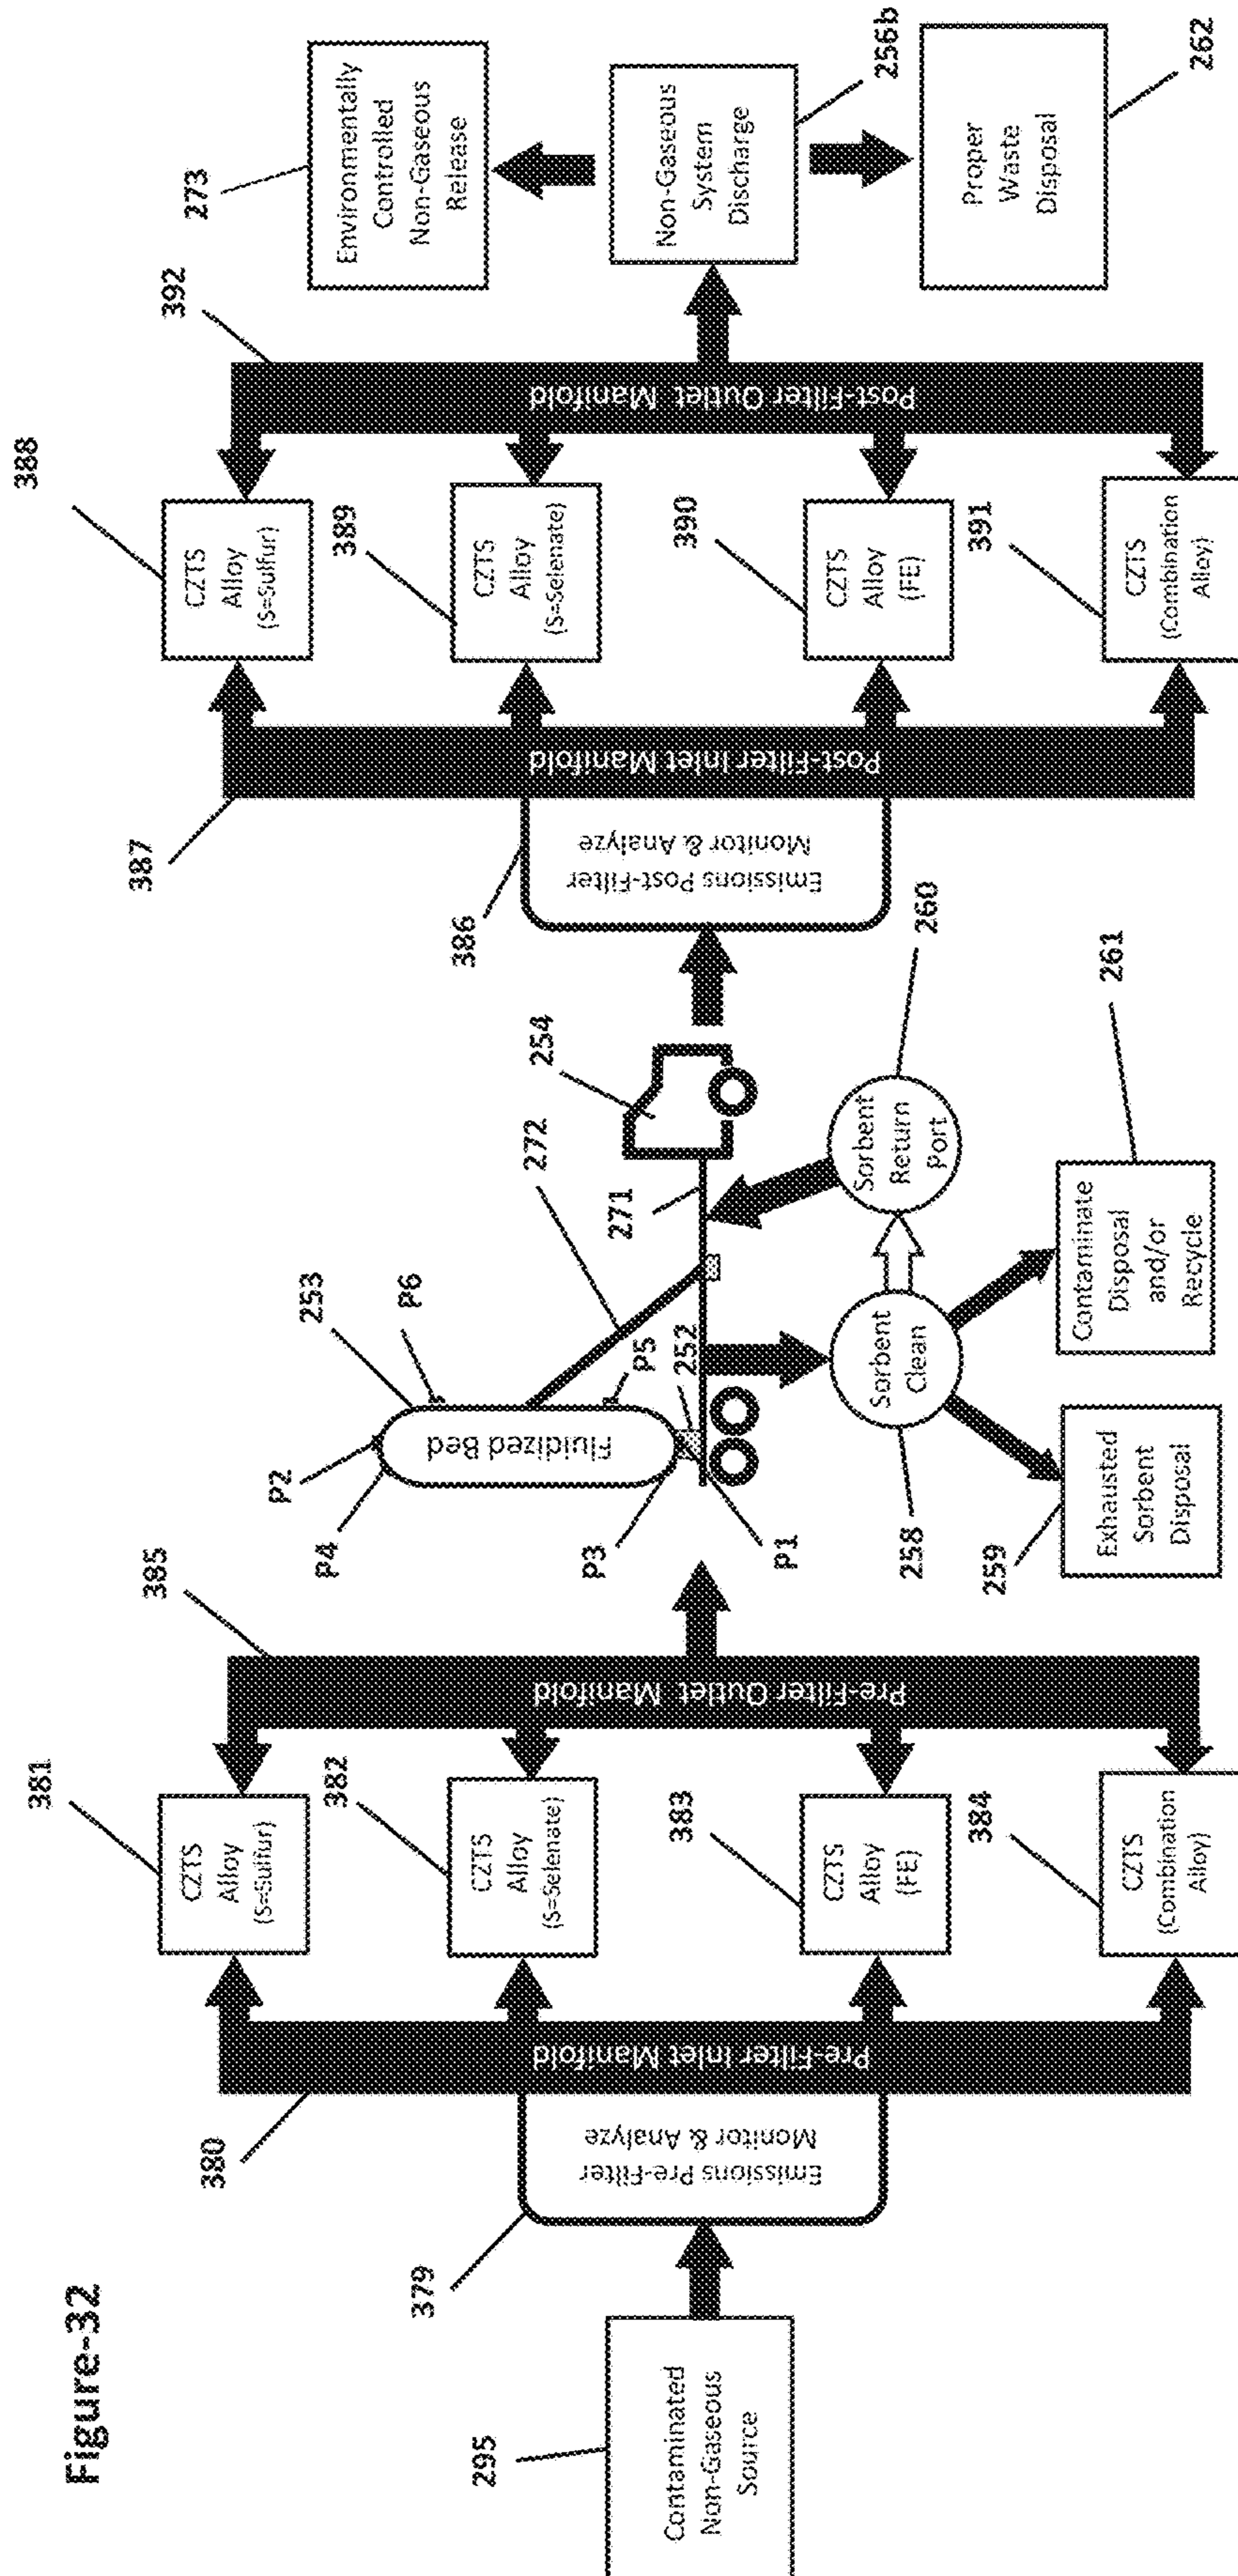 Figure-32
295
Contaminated
Non-Gaseous
Source
379
Emissions Pre-Filter
Monitor & Analyze
380
Pre-Filter Inlet Manifold
381
CZTS
Alloy
(S=Sulfur)
382
CZTS
Alloy
(S=Selenate)
383
CZTS
Alloy
(FE)
384
CZTS
(Combination
Alloy)
385
Pre-Filter Outlet Manifold
P2
P4
253
P6
Fluidized Bed
P3
P1
P5
252
272
271
254
258
Sorbent
Clean
259
Exhausted
Sorbent
Disposal
260
Sorbent
Return
Port
261
Contaminate
Disposal
and/or
Recycle
386
Emissions Post-Filter
Monitor & Analyze
387
Post-Filter Inlet Manifold
388
CZTS
Alloy
(S=Sulfur)
389
CZTS
Alloy
(S=Selenate)
390
CZTS
Alloy
(FE)
391
CZTS
(Combination
Alloy)
392
Post-Filter Outlet Manifold
273
Environmentally
Controlled
Non-Gaseous
Release
Non-Gaseous
System
Discharge
256b
Proper
Waste
Disposal
262